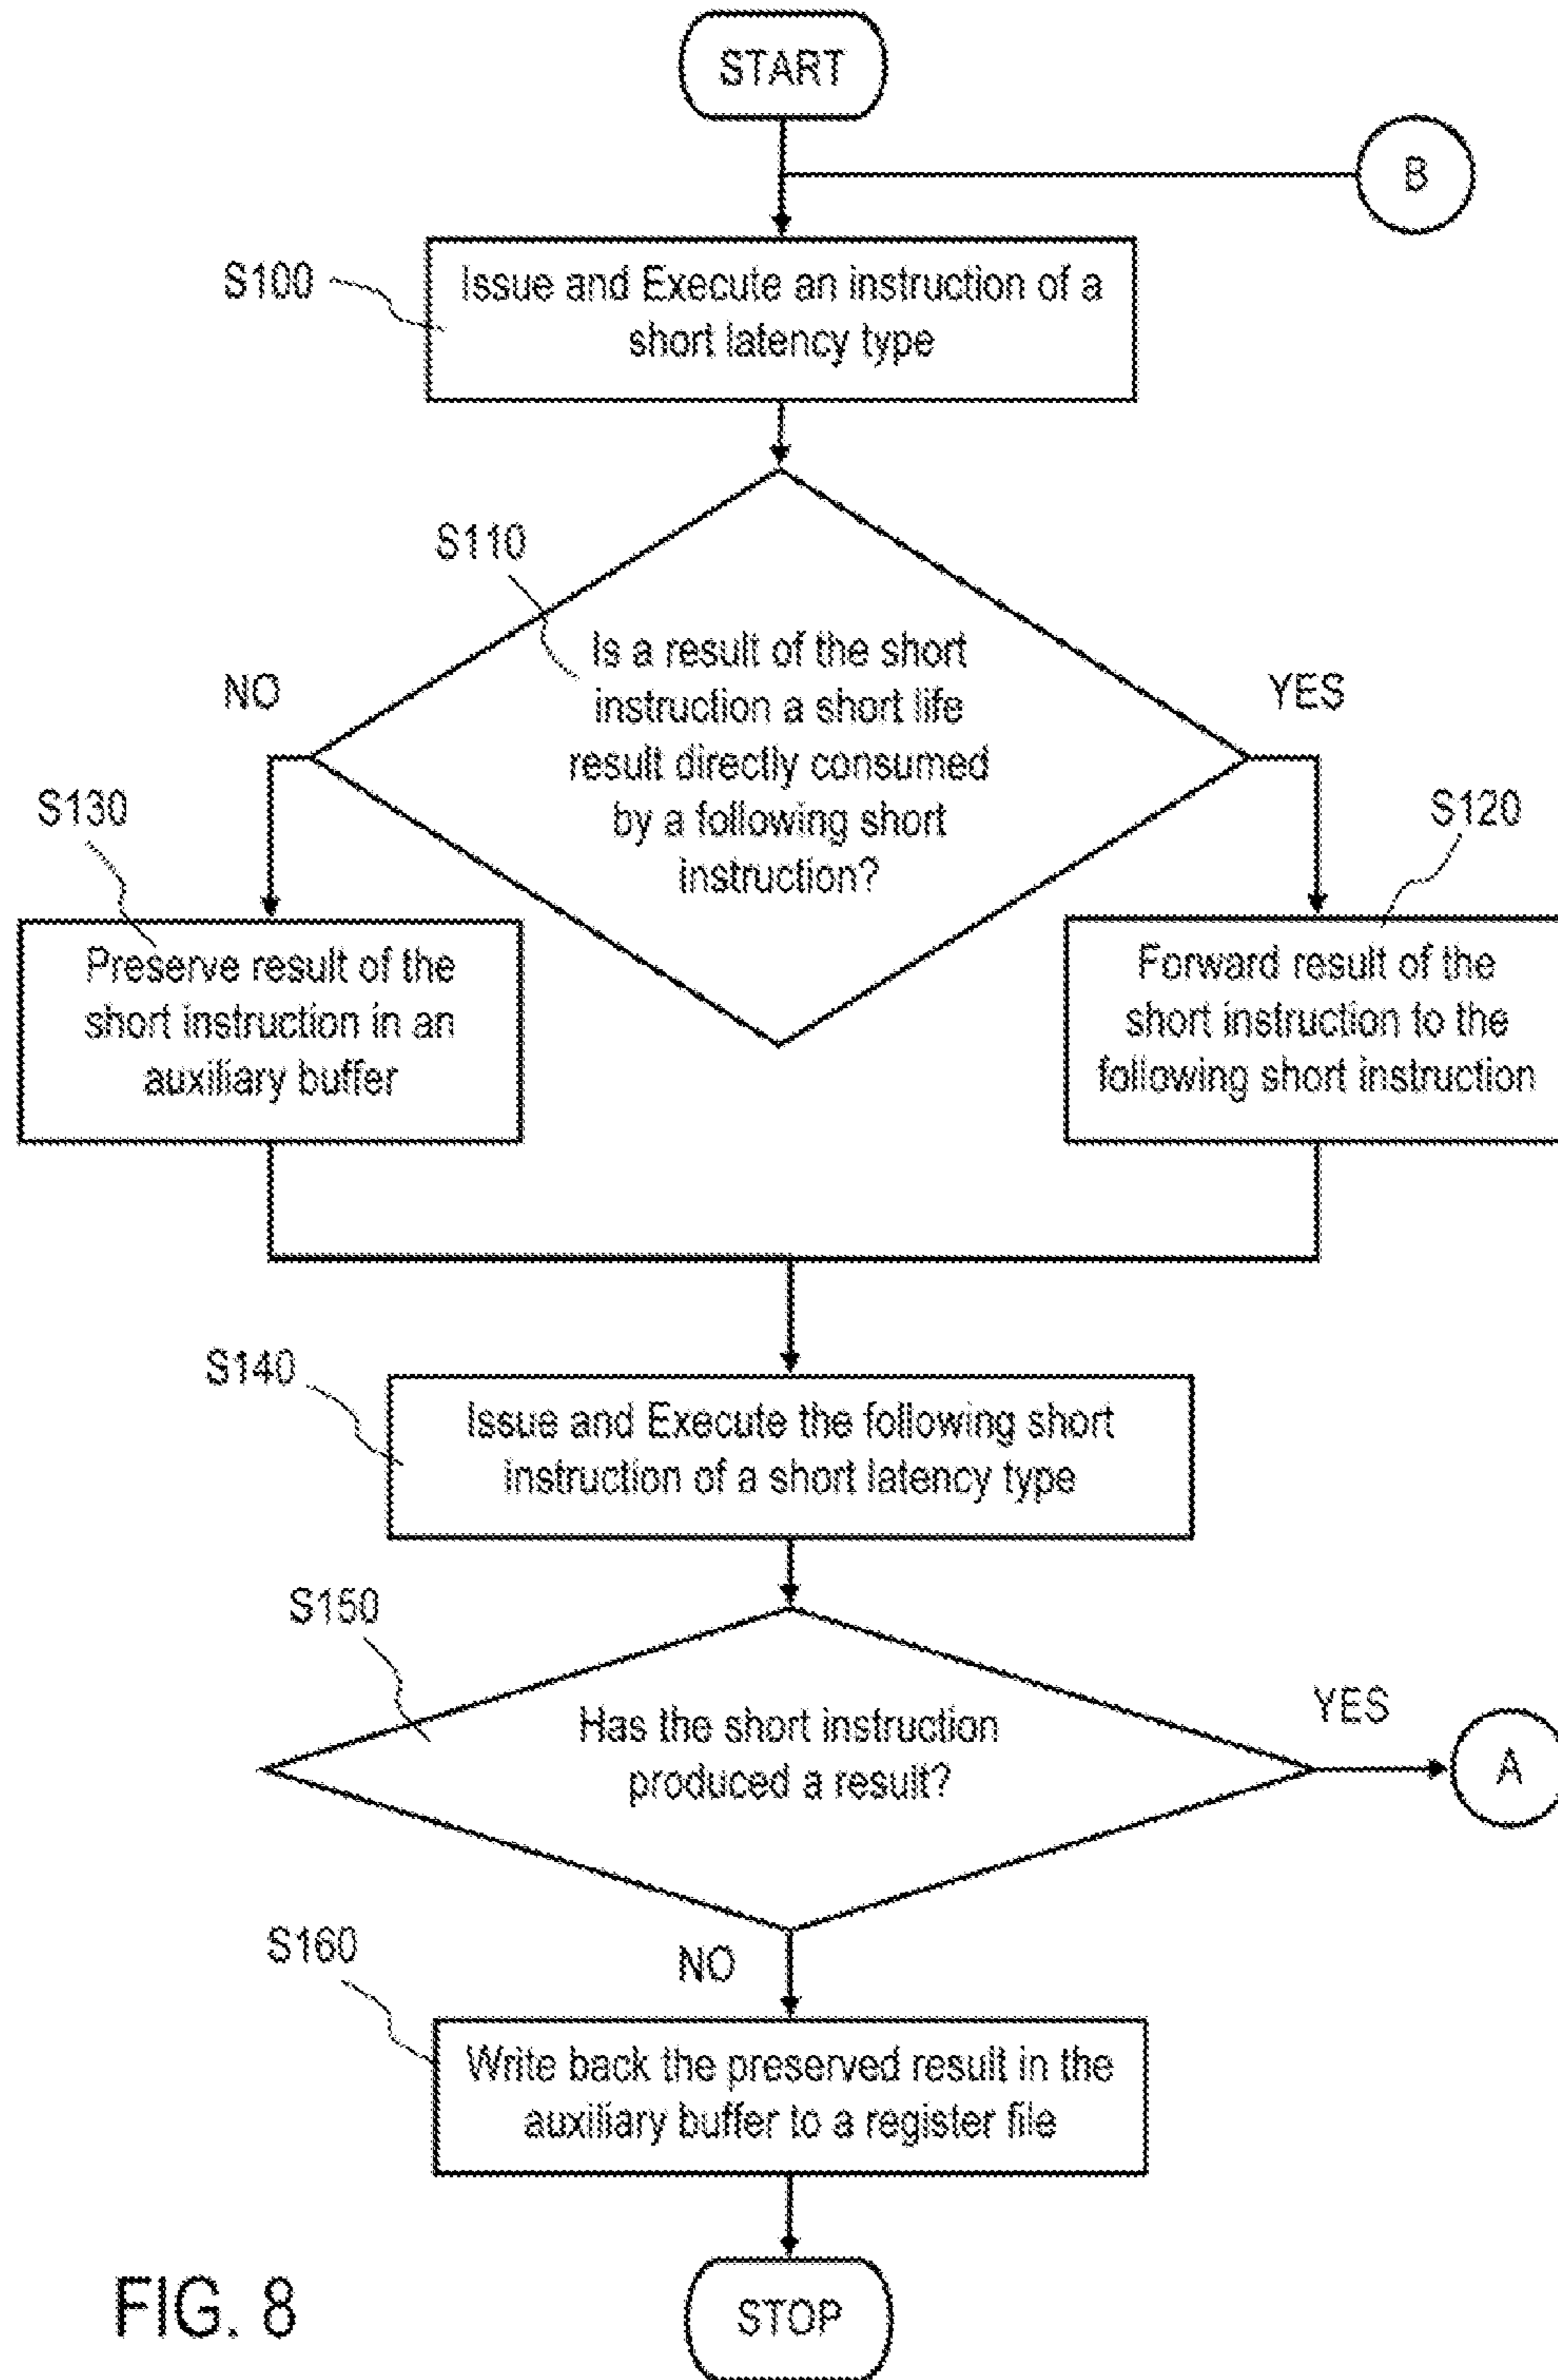 START
B
S100
Issue and Execute an instruction of a
short latency type
S110
Is a result of the short
instruction a short life
result directly consumed
by a following short
instruction?
NO
YES
S130
S120
Preserve result of the
short instruction in an
auxiliary buffer
Forward result of the
short instruction to the
following short instruction
S140
Issue and Execute the following short
instruction of a short latency type
S150
Has the short instruction
produced a result?
YES
A
S160
NO
Write back the preserved result in the
auxiliary buffer to a register file
STOP
FIG. 8